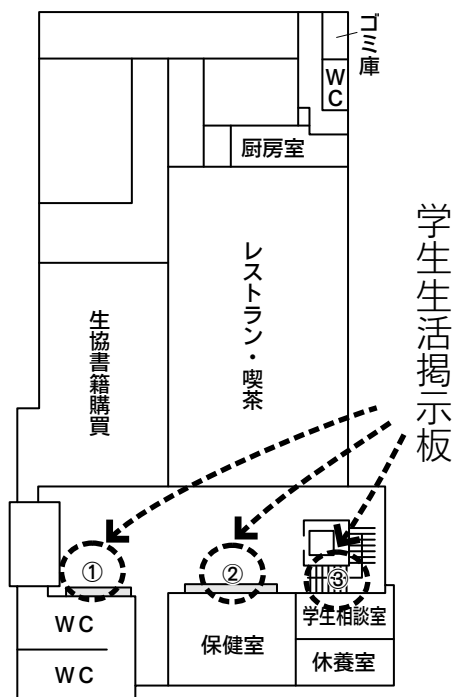 ゴミ庫
WC
厨房室
学生生活掲示板
レストラン・喫茶
生協書籍購買
①
②
③
WC
保健室
学生相談室
WC
休養室